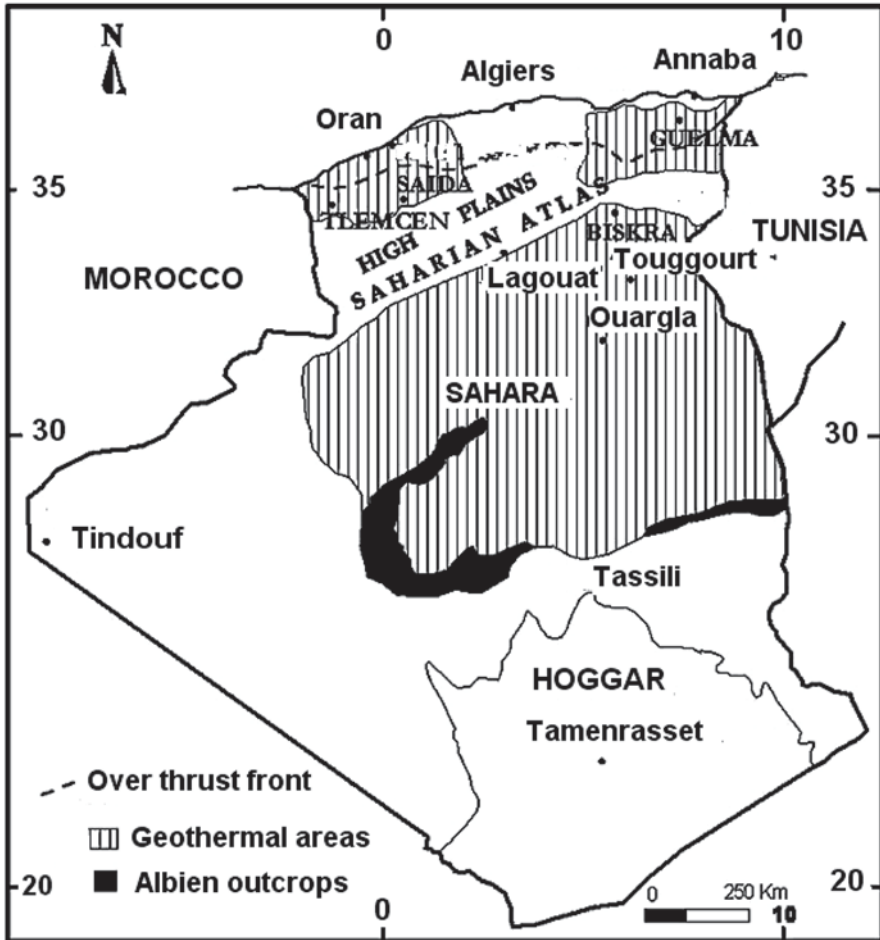 0
10
N
Algiers
Annaba
Oran
GUELMA
35
SAIDA
35
TLEMCEN
HIGH PLAINS
SAHARIAN ATLAS
BISKRA
TUNISIA
MOROCCO
Lagouat
Touggourt
Ouargla
SAHARA
30
30
Tindouf
Tassili
HOGGAR
Tamenrasset
Over thrust front
Geothermal areas
Albien outcrops
20
0
0
250 Km
10
20